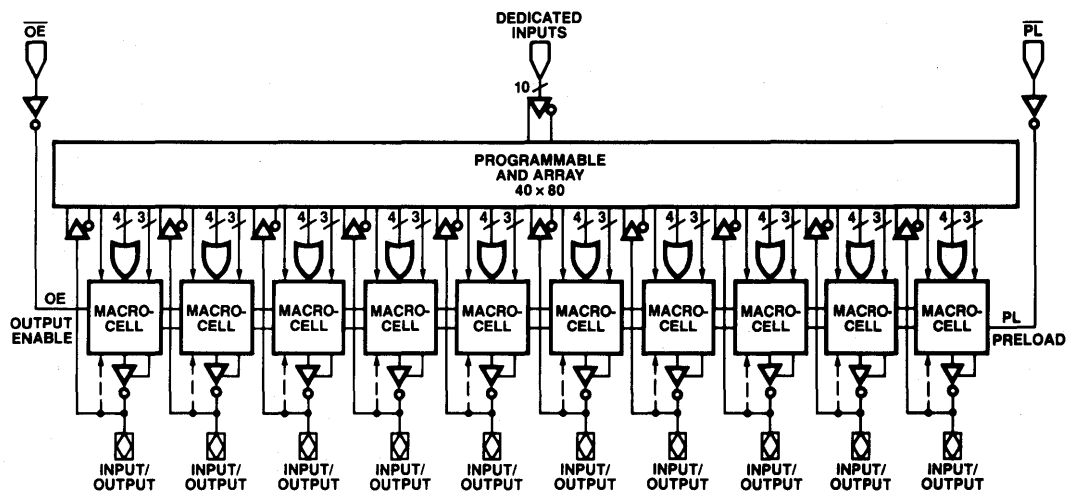 OE
DEDICATED
INPUTS
PL
10
PROGRAMMABLE
AND ARRAY
40 × 80
4 3 4 3 4 3 4 3 4 3 4 3 4 3 4 3 4 3 4 3
OE
OUTPUT
ENABLE
MACRO-
CELL
MACRO-
CELL
MACRO-
CELL
MACRO-
CELL
MACRO-
CELL
MACRO-
CELL
MACRO-
CELL
MACRO-
CELL
MACRO-
CELL
MACRO-
CELL
PL
PRELOAD
INPUT/
OUTPUT
INPUT/
OUTPUT
INPUT/
OUTPUT
INPUT/
OUTPUT
INPUT/
OUTPUT
INPUT/
OUTPUT
INPUT/
OUTPUT
INPUT/
OUTPUT
INPUT/
OUTPUT
INPUT/
OUTPUT